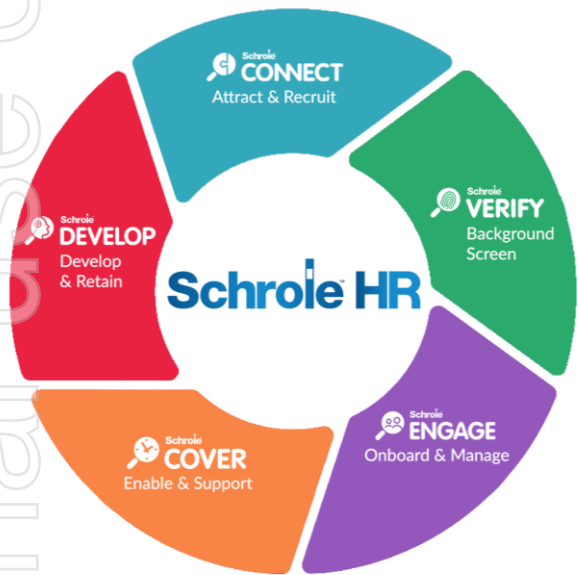 Schrole
CONNECT
Attract & Recruit
Schrole
VERIFY
Background
Screen
Schrole
ENGAGE
Onboard & Manage
Schrole
COVER
Enable & Support
Schrole
DEVELOP
Develop
& Retain
Schrole HR